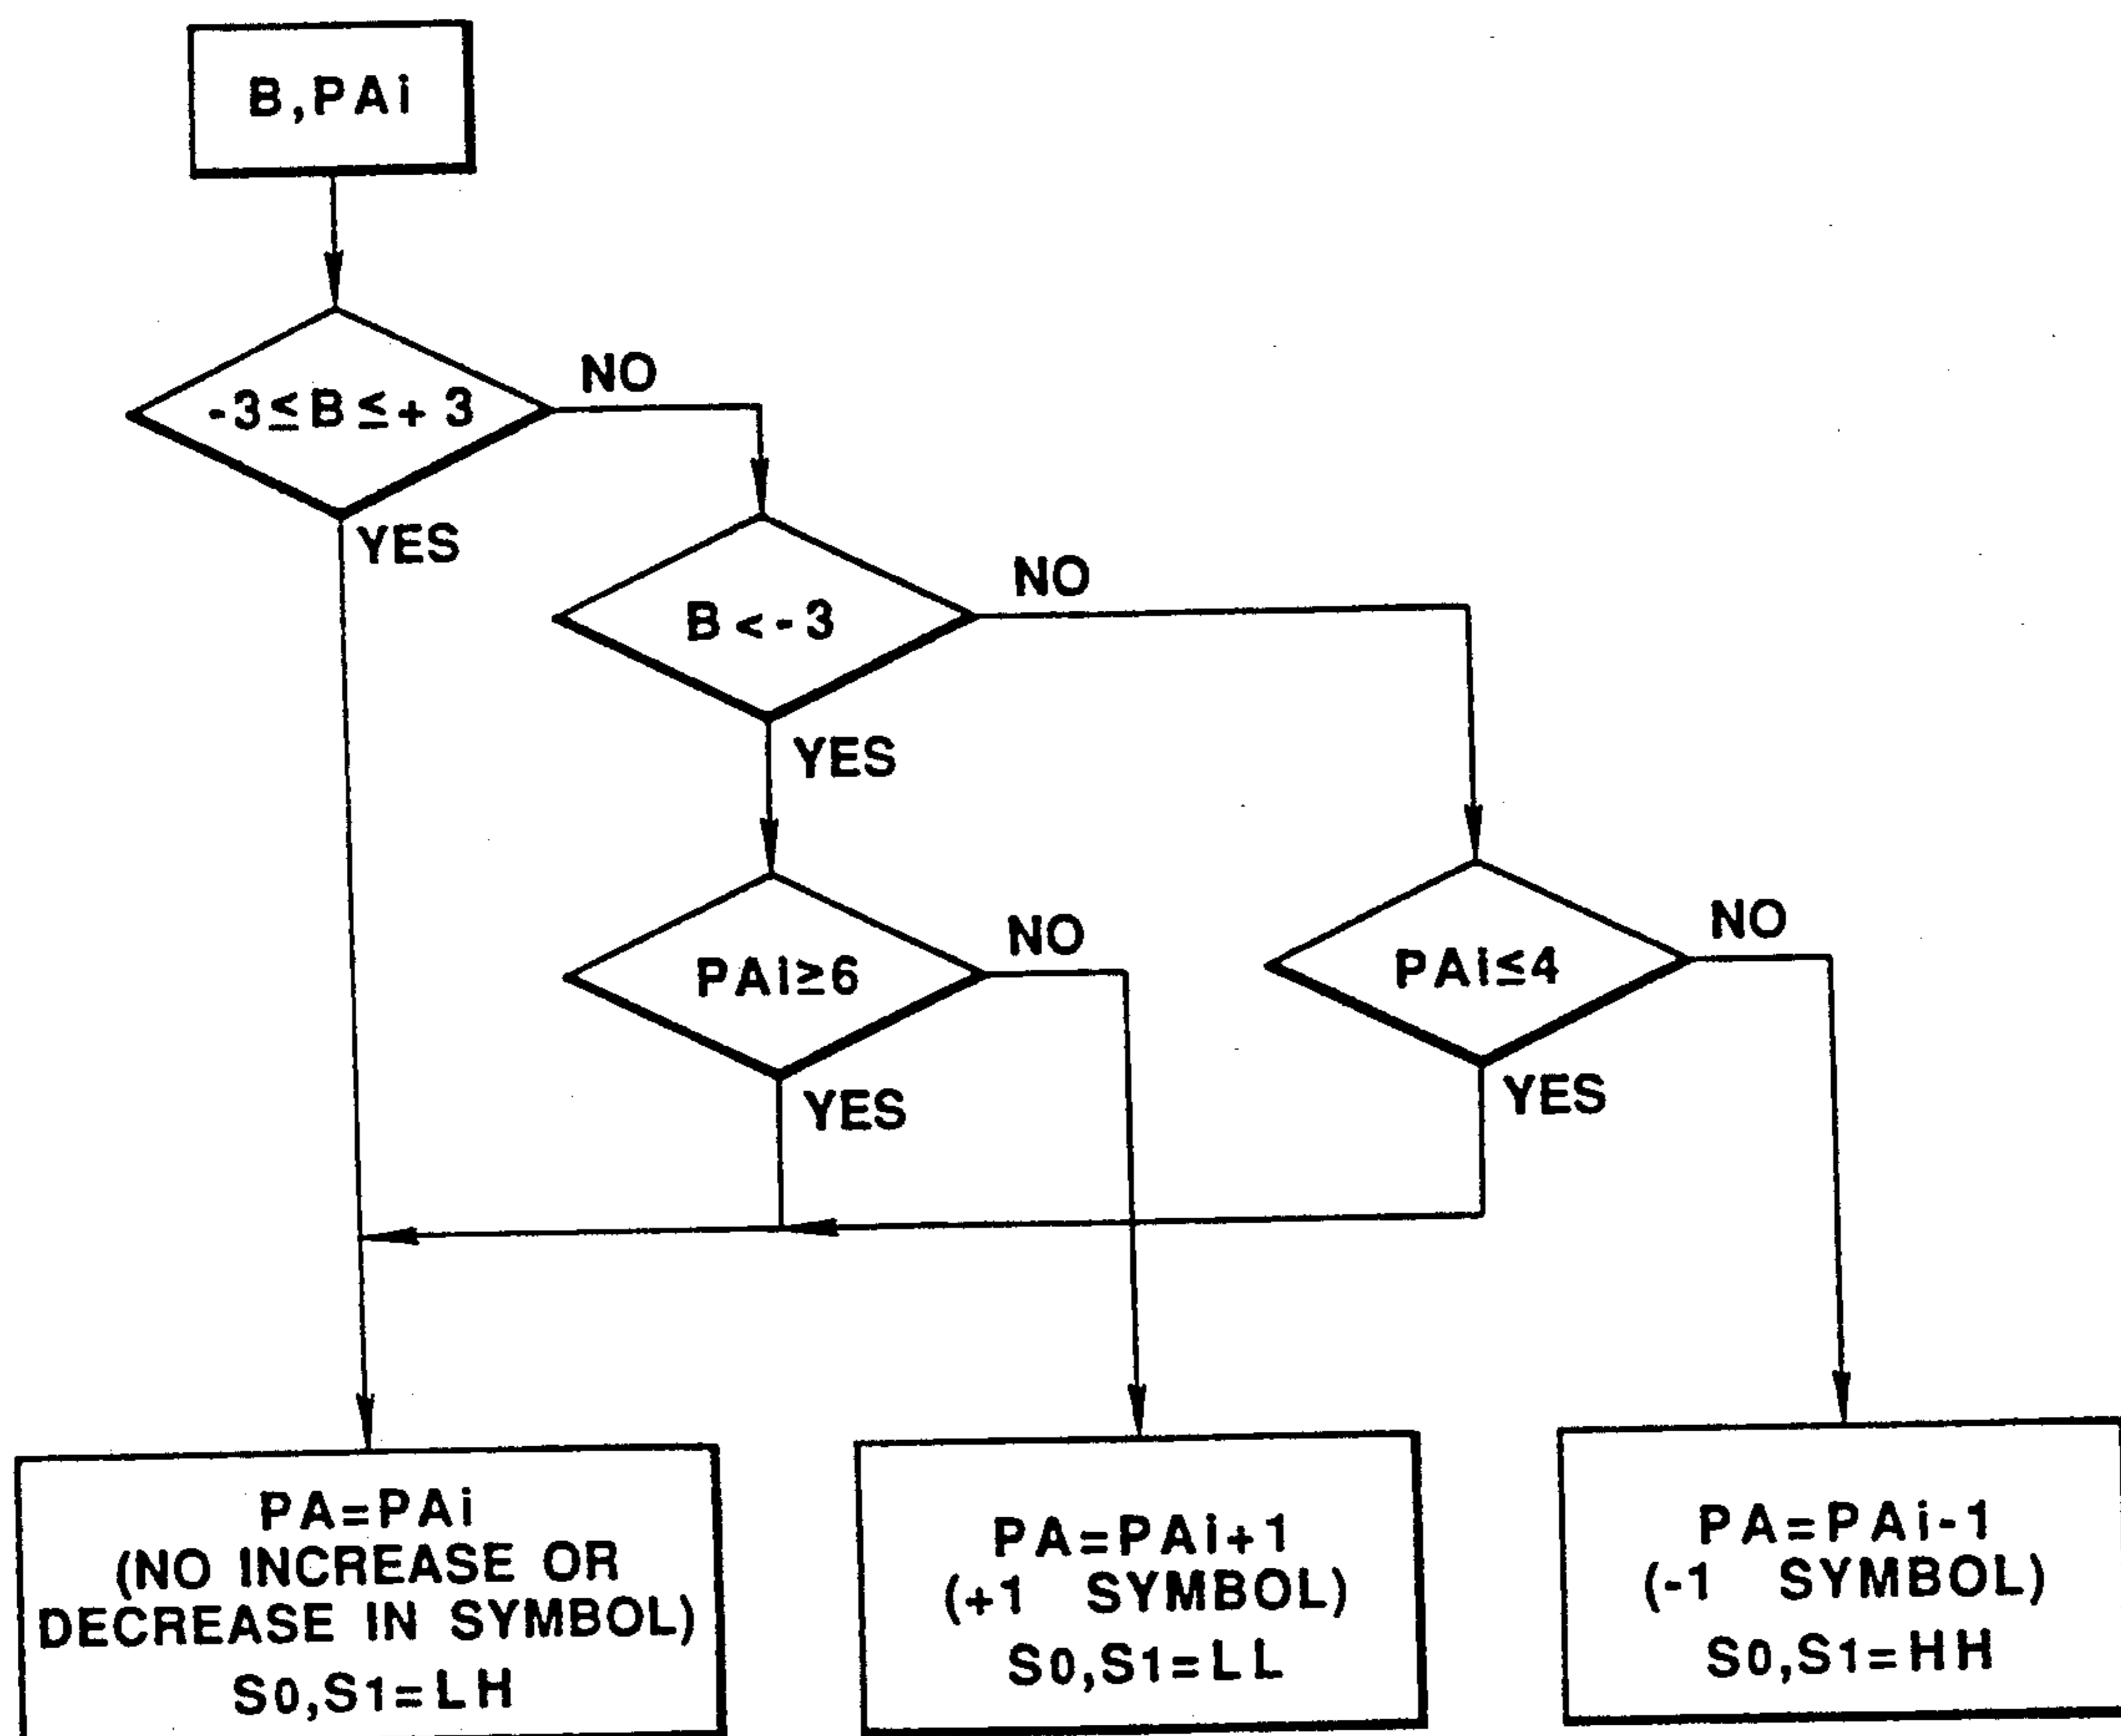 B,PAi
-3≤B≤+3
NO
YES
B<-3
NO
YES
PAi≥6
NO
YES
PAi≤4
NO
YES
PA=PAi
(NO INCREASE OR
DECREASE IN SYMBOL)
S0,S1=LH
PA=PAi+1
(+1 SYMBOL)
S0,S1=LL
PA=PAi-1
(-1 SYMBOL)
S0,S1=HH